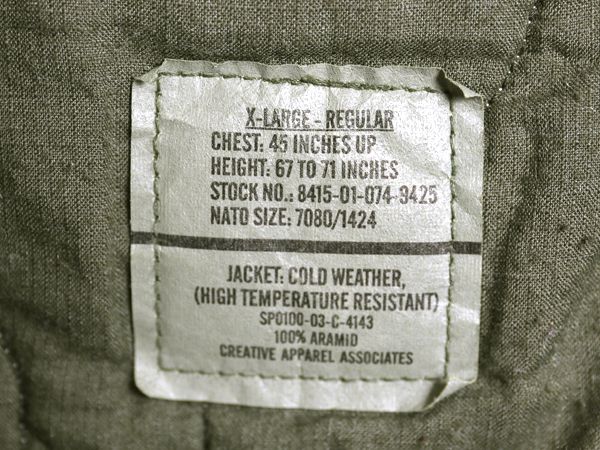 X-LARGE - REGULAR
CHEST: 45 INCHES UP
HEIGHT: 67 TO 71 INCHES
STOCK NO.: 8415-01-074-9425
NATO SIZE: 7080/1424
JACKET: COLD WEATHER,
(HIGH TEMPERATURE RESISTANT)
SP0100-03-C-4143
100% ARAMID
CREATIVE APPAREL ASSOCIATES